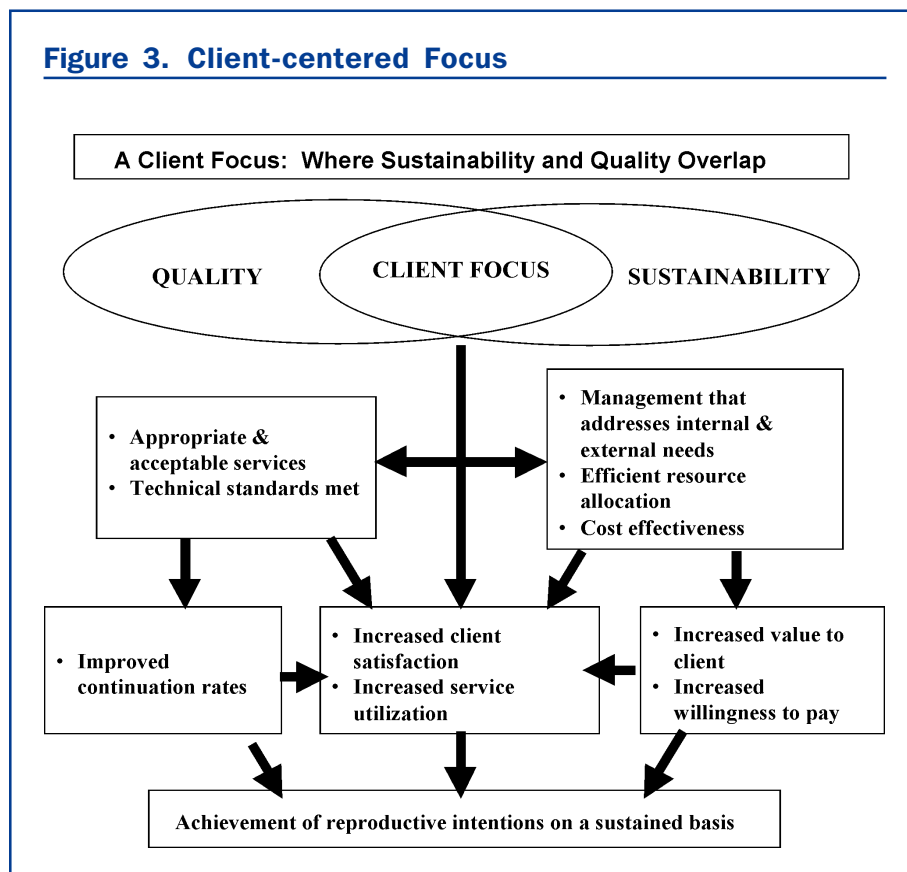 Figure 3. Client-centered Focus
A Client Focus: Where Sustainability and Quality Overlap
QUALITY
CLIENT FOCUS
SUSTAINABILITY
• Appropriate &
acceptable services
• Technical standards met
• Management that
addresses internal &
external needs
• Efficient resource
allocation
• Cost effectiveness
• Improved
continuation rates
• Increased client
satisfaction
• Increased service
utilization
• Increased value to
client
• Increased
willingness to pay
Achievement of reproductive intentions on a sustained basis